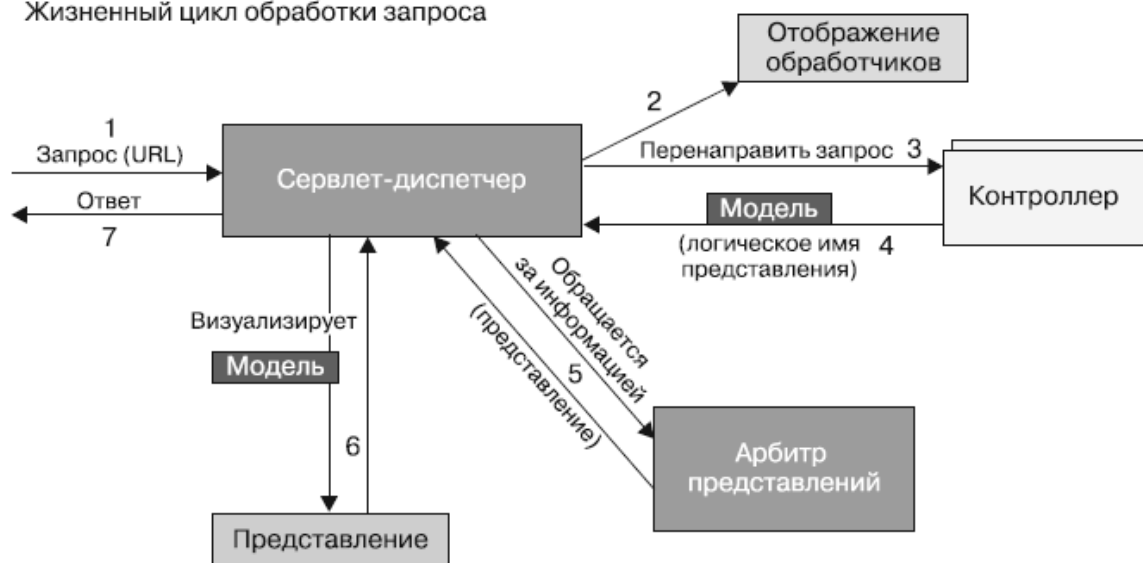 Жизненный цикл обработки запроса
Отображение
обработчиков
2
1
Запрос (URL)
Сервлет-диспетчер
Перенаправить запрос 3
Контроллер
Ответ
7
Модель
(логическое имя 4
представления)
Обращается
за информацией
5
(представление)
Визуализирует
Модель
6
Арбитр
представлений
Представление